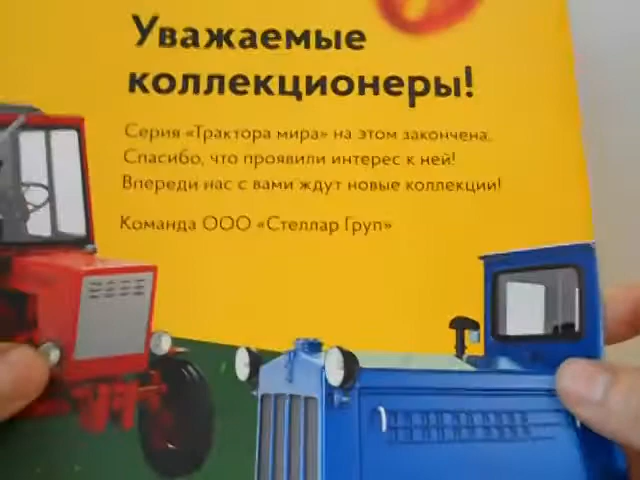 Уважаемые
коллекционеры!
Серия «Трактора мира» на этом закончена.
Спасибо, что проявили интерес к ней!
Впереди нас с вами ждут новые коллекции!
Команда ООО «Стеллар Груп»